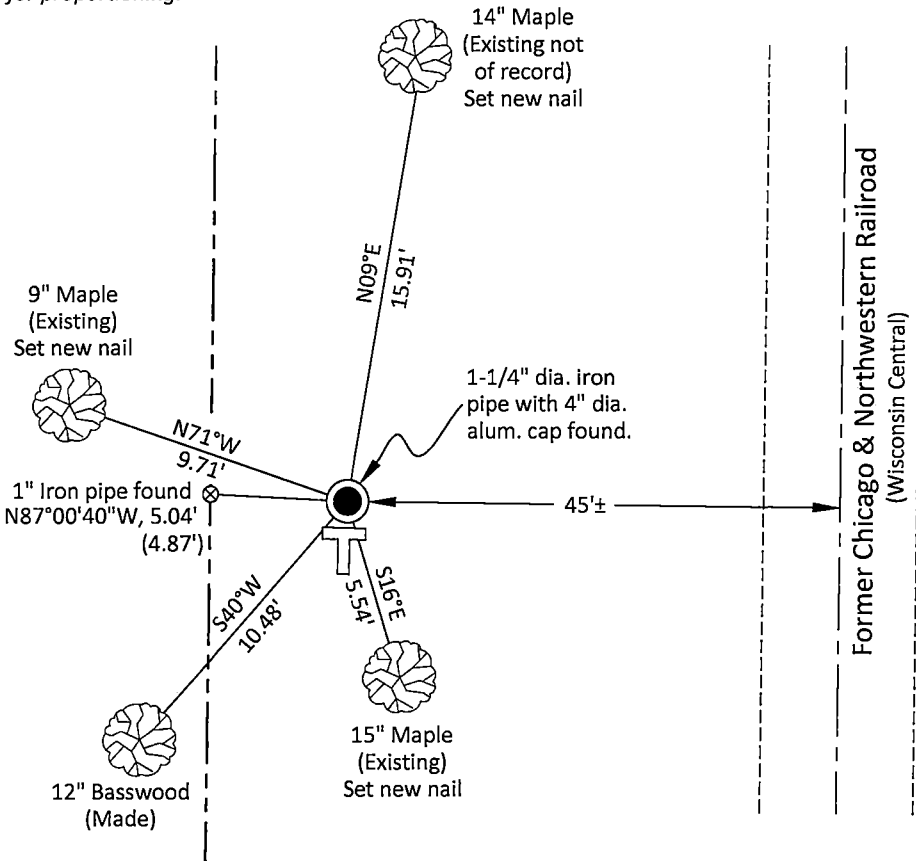 for proportioning.
14" Maple
(Existing not
of record)
Set new nail
N09°E
15.91'
9" Maple
(Existing)
Set new nail
1-1/4" dia. iron
pipe with 4" dia.
alum. cap found.
N71°W
9.71'
1" Iron pipe found
N87°00'40"W, 5.04'
(4.87')
45'±
Former Chicago & Northwestern Railroad
(Wisconsin Central)
S40°W
10.48'
S16°E
5.54'
15" Maple
(Existing)
Set new nail
12" Basswood
(Made)